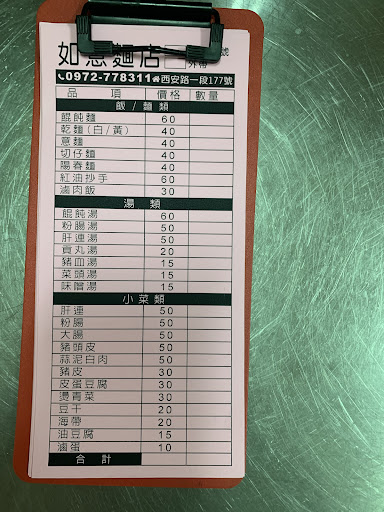 如意麵店 號
外帶
0972-778311 西安路一段177號
品項 價格 數量
飯/麵類
餛飩麵 60
乾麵(白/黃) 40
意麵 40
切仔麵 40
陽春麵 40
紅油抄手 60
滷肉飯 30
湯類
餛飩湯 60
粉腸湯 50
肝連湯 50
貢丸湯 20
豬血湯 15
菜頭湯 15
味噌湯 15
小菜類
肝連 50
粉腸 50
大腸 50
豬頭皮 50
蒜泥白肉 50
豬皮 30
皮蛋豆腐 30
燙青菜 30
豆干 20
海帶 20
油豆腐 15
滷蛋 10
合計